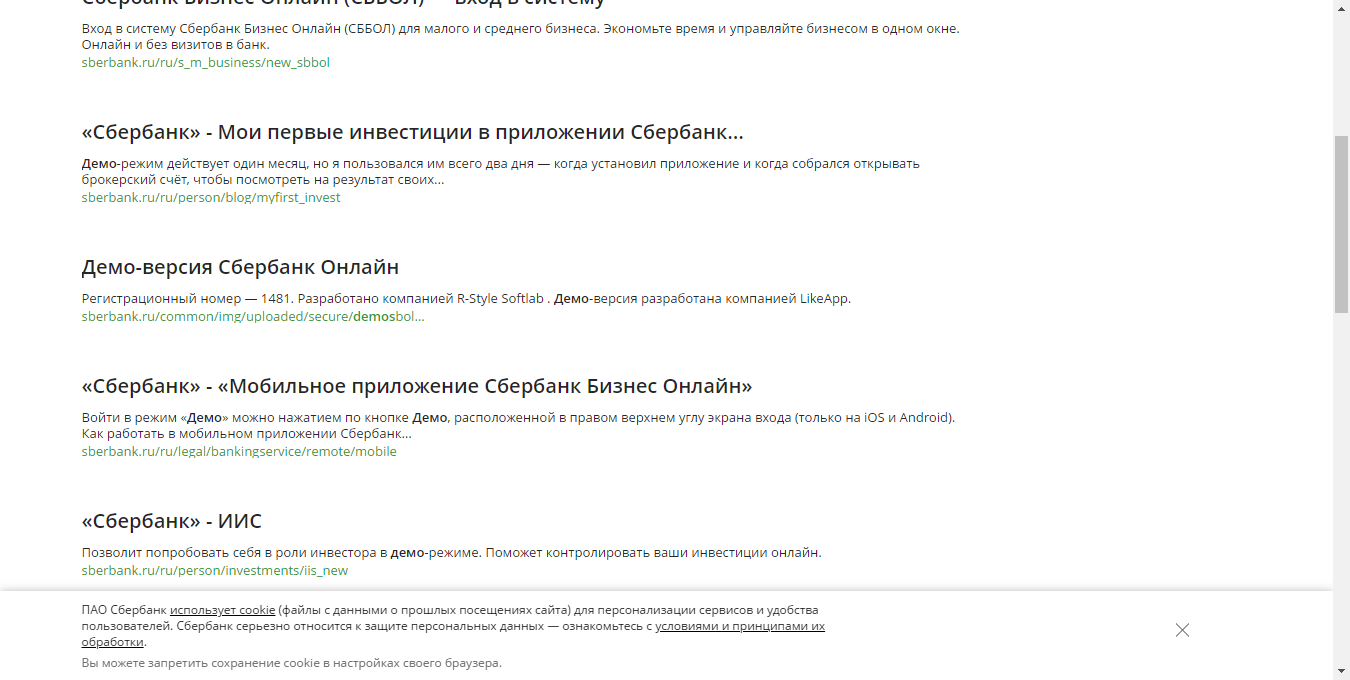 Сбербанк Бизнес Онлайн (СББОЛ) — Вход в систему
Вход в систему Сбербанк Бизнес Онлайн (СББОЛ) для малого и среднего бизнеса. Экономьте время и управляйте бизнесом в одном окне.
Онлайн и без визитов в банк.
sberbank.ru/ru/s_m_business/new_sbbol
«Сбербанк» - Мои первые инвестиции в приложении Сбербанк...
Демо-режим действует один месяц, но я пользовался им всего два дня — когда установил приложение и когда собрался открывать
брокерский счёт, чтобы посмотреть на результат своих...
sberbank.ru/ru/person/blog/myfirst_invest
Демо-версия Сбербанк Онлайн
Регистрационный номер — 1481. Разработано компанией R-Style Softlab . Демо-версия разработана компанией LikeApp.
sberbank.ru/common/img/uploaded/secure/demosbol...
«Сбербанк» - «Мобильное приложение Сбербанк Бизнес Онлайн»
Войти в режим «Демо» можно нажатием по кнопке Демо, расположенной в правом верхнем углу экрана входа (только на iOS и Android).
Как работать в мобильном приложении Сбербанк...
sberbank.ru/ru/legal/bankingservice/remote/mobile
«Сбербанк» - ИИС
Позволит попробовать себя в роли инвестора в демо-режиме. Поможет контролировать ваши инвестиции онлайн.
sberbank.ru/ru/person/investments/iis_new
ПАО Сбербанк использует cookie (файлы с данными о прошлых посещениях сайта) для персонализации сервисов и удобства
пользователей. Сбербанк серьезно относится к защите персональных данных — ознакомьтесь с условиями и принципами их
обработки.
Вы можете запретить сохранение cookie в настройках своего браузера.